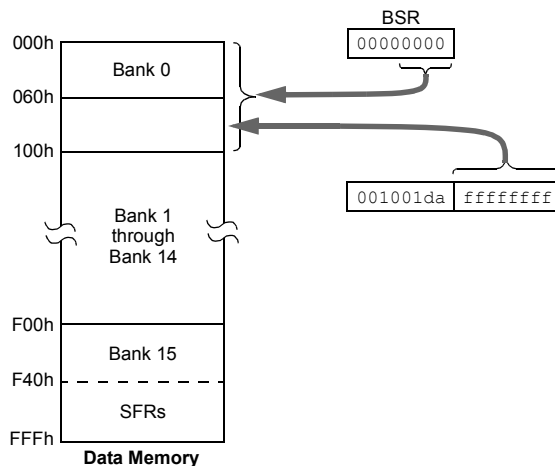 BSR
000h
00000000
Bank 0
060h
100h
001001da ffffffff
Bank 1
through
Bank 14
F00h
Bank 15
F40h
SFRs
FFFh
Data Memory